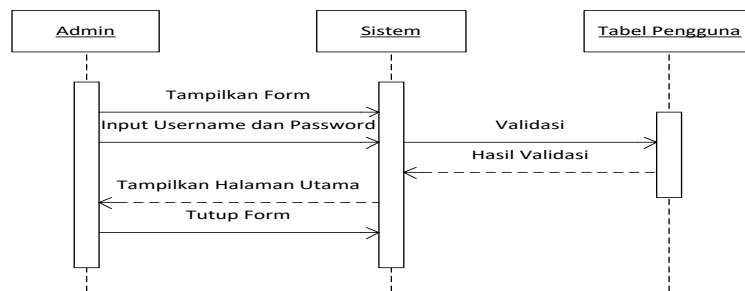 Admin
Sistem
Tabel Pengguna
Tampilkan Form
Input Username dan Password
Validasi
Hasil Validasi
Tampilkan Halaman Utama
Tutup Form